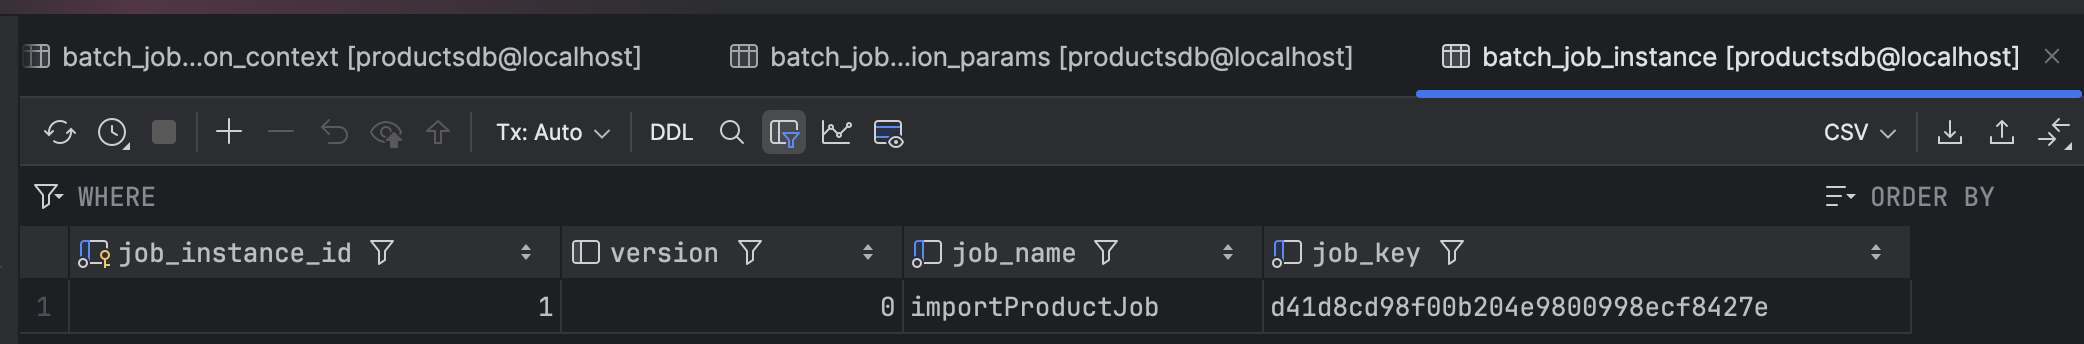 batch_job...on_context [productsdb@localhost] batch_job...ion_params [productsdb@localhost] batch_job_instance [productsdb@localhost]
Tx: Auto DDL CSV
WHERE ORDER BY
job_instance_id version job_name job_key
1 1 0 importProductJob d41d8cd98f00b204e9800998ecf8427e